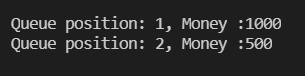 Queue position: 1, Money :1000
Queue position: 2, Money :500